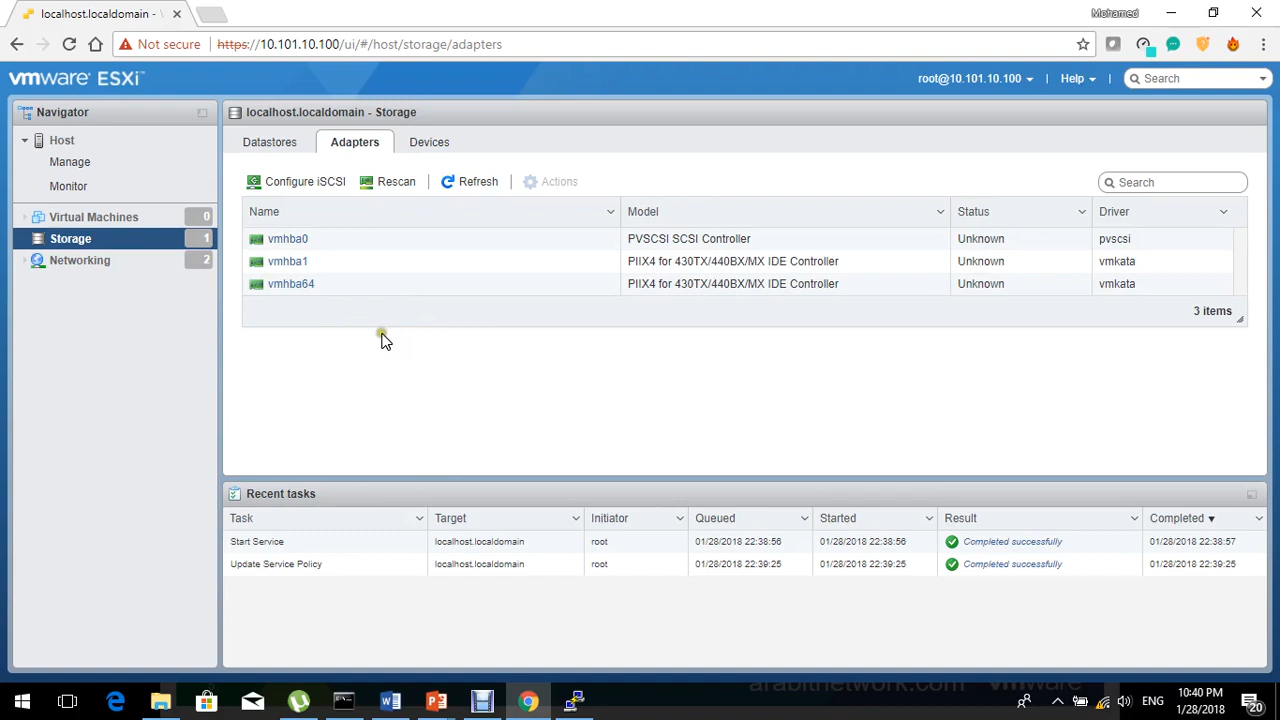 localhost.localdomain -
Mohamed
Not secure https://10.101.10.100/ui/#/host/storage/adapters
vmware ESXi™
root@10.101.10.100 | Help | Search
Navigator
Host
Manage
Monitor
Virtual Machines 0
Storage 1
Networking 2
localhost.localdomain - Storage
Datastores Adapters Devices
Configure iSCSI Rescan Refresh Actions
Search
Name Model Status Driver
vmhba0 PVSCSI SCSI Controller Unknown pvscsi
vmhba1 PIIX4 for 430TX/440BX/MX IDE Controller Unknown vmkata
vmhba64 PIIX4 for 430TX/440BX/MX IDE Controller Unknown vmkata
3 items
Recent tasks
Task Target Initiator Queued Started Result Completed
Start Service localhost.localdomain root 01/28/2018 22:38:56 01/28/2018 22:38:56 Completed successfully 01/28/2018 22:38:57
Update Service Policy localhost.localdomain root 01/28/2018 22:39:25 01/28/2018 22:39:25 Completed successfully 01/28/2018 22:39:25
arabitnetwork.com vmware
ENG
10:40 PM
1/28/2018
20